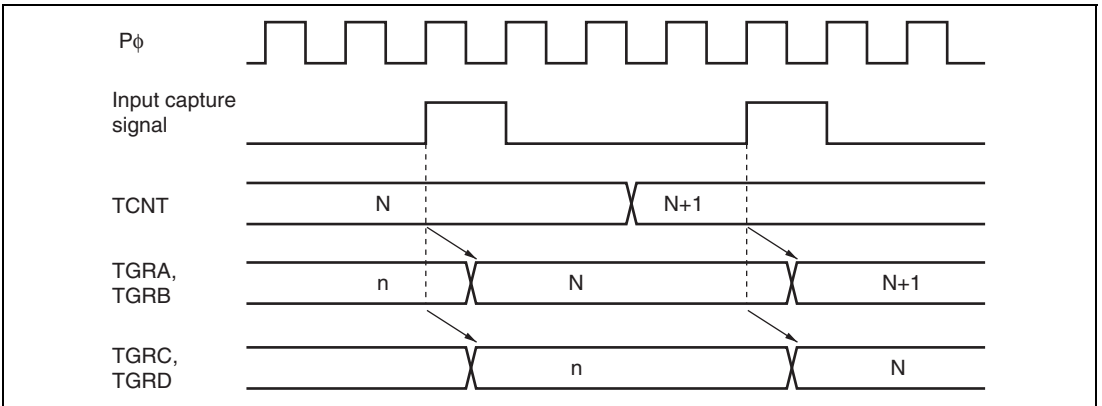 Pϕ
Input capture
signal
TCNT
N
N+1
TGRA,
TGRB
n
N
N+1
TGRC,
TGRD
n
N